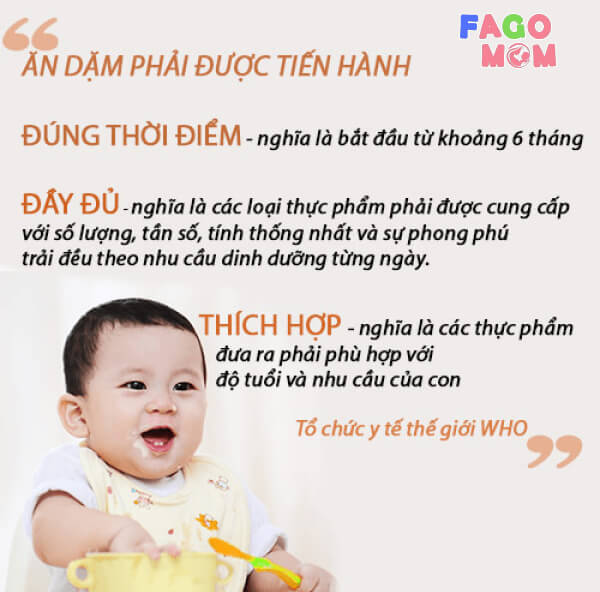 FAGO
MOM
ĂN DẶM PHẢI ĐƯỢC TIẾN HÀNH
ĐÚNG THỜI ĐIỂM - nghĩa là bắt đầu từ khoảng 6 tháng
ĐẦY ĐỦ - nghĩa là các loại thực phẩm phải được cung cấp
với số lượng, tần số, tính thống nhất và sự phong phú
trải đều theo nhu cầu dinh dưỡng từng ngày.
THÍCH HỢP - nghĩa là các thực phẩm
đưa ra phải phù hợp với
độ tuổi và nhu cầu của con
Tổ chức y tế thế giới WHO